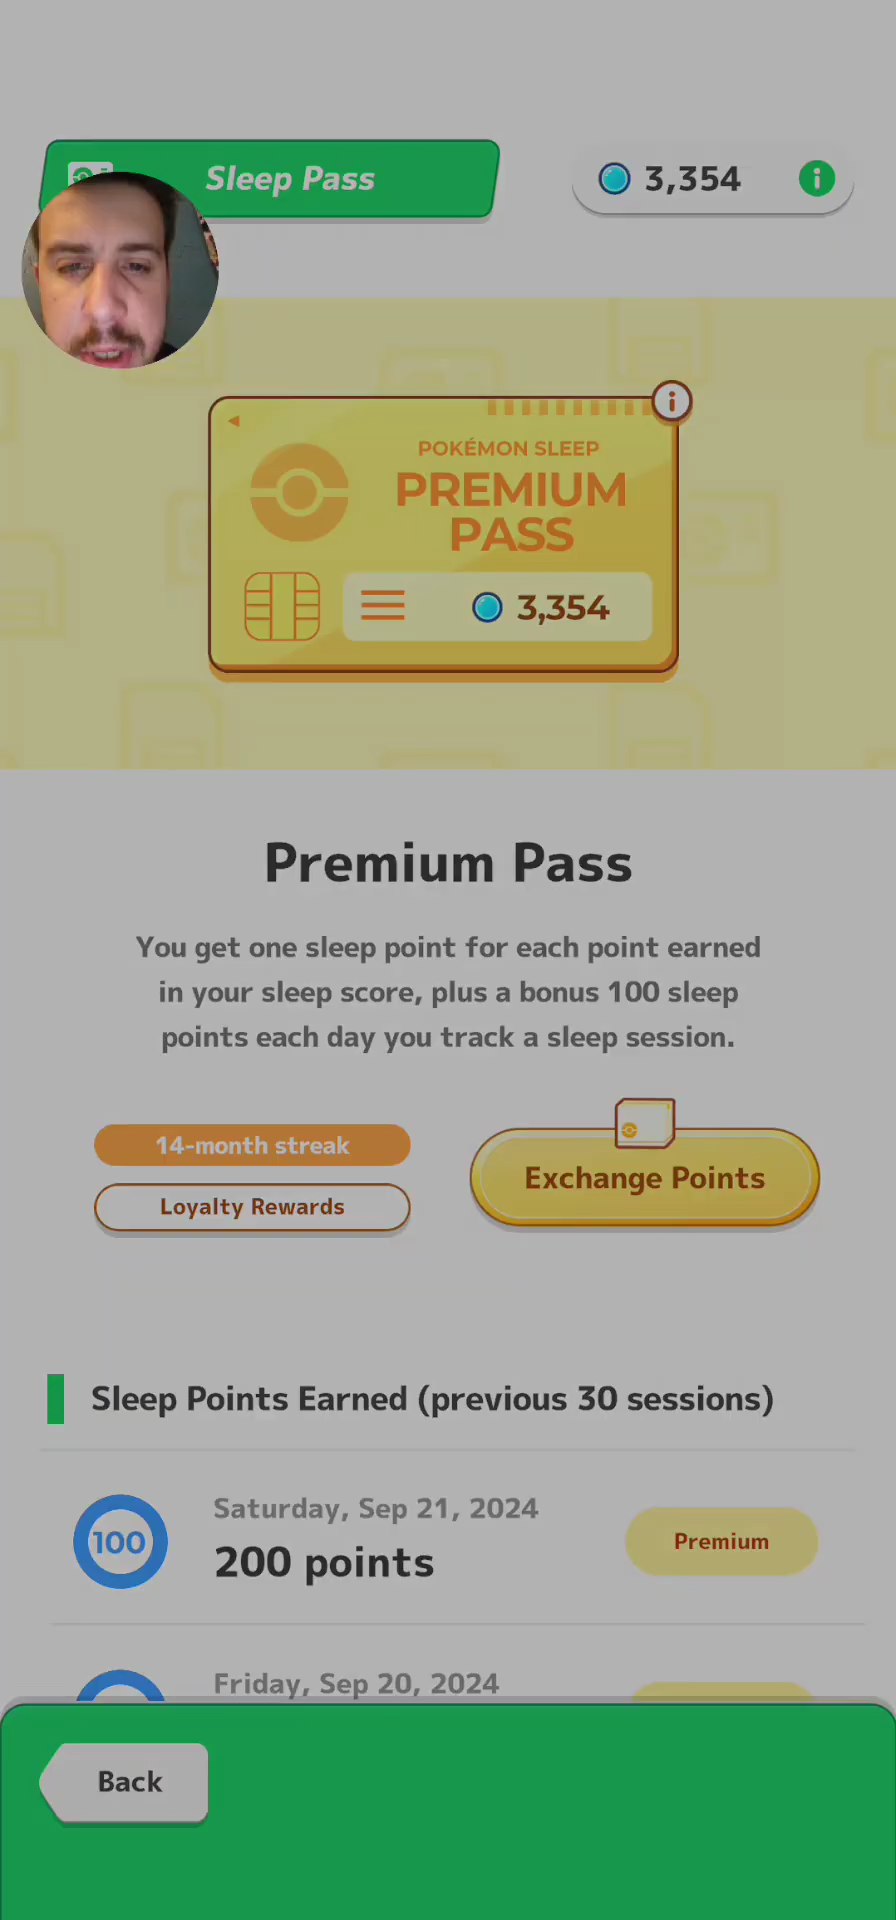 Sleep Pass
3,354
POKÉMON SLEEP
PREMIUM
PASS
3,354
Premium Pass
You get one sleep point for each point earned
in your sleep score, plus a bonus 100 sleep
points each day you track a sleep session.
14-month streak
Loyalty Rewards
Exchange Points
Sleep Points Earned (previous 30 sessions)
100
Saturday, Sep 21, 2024
200 points
Premium
Friday, Sep 20, 2024
Back